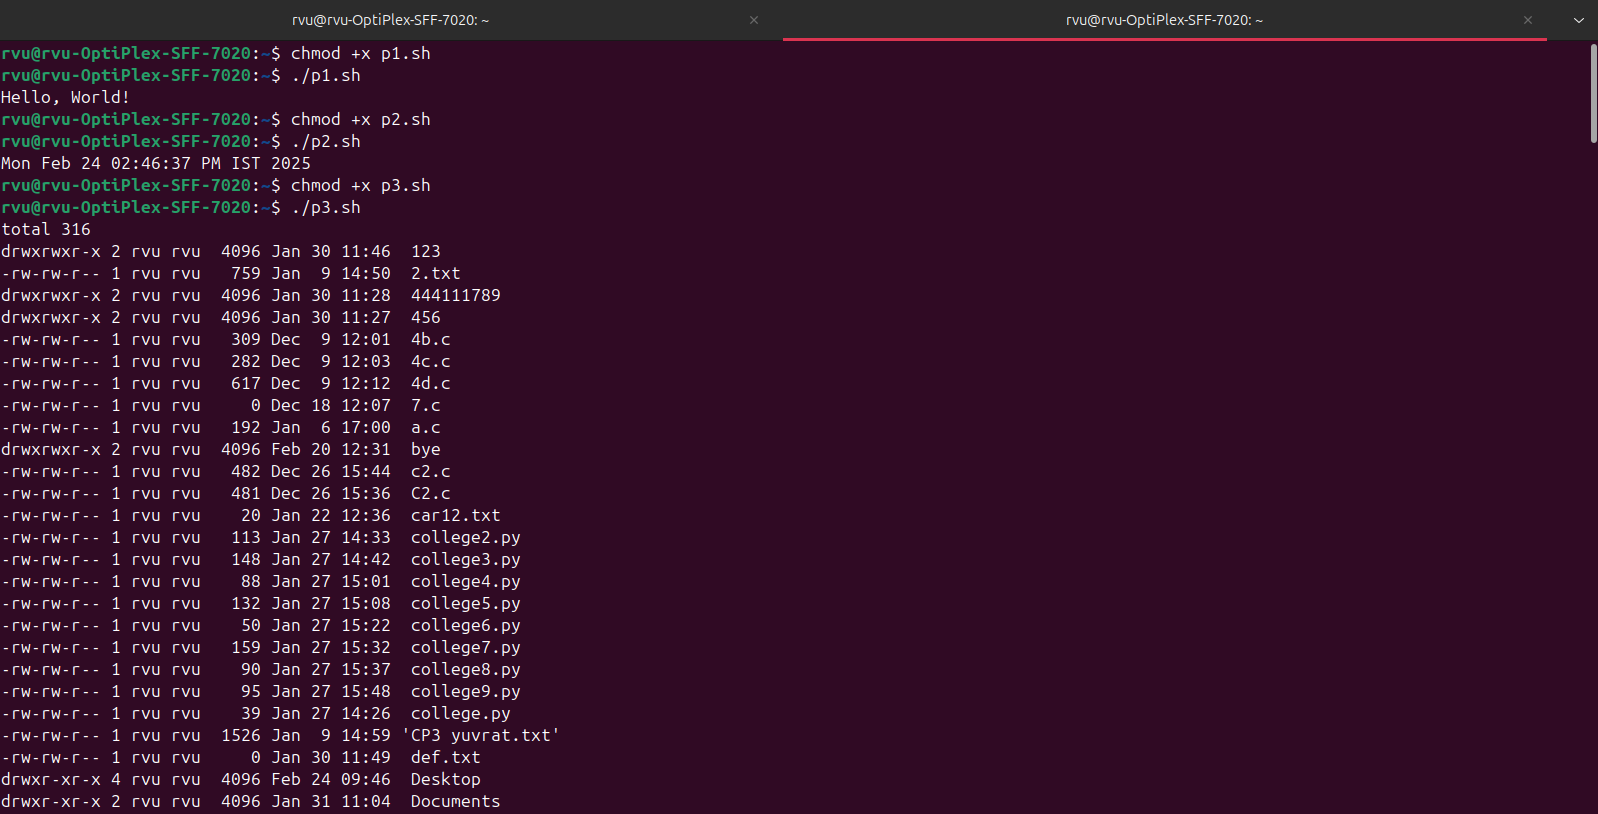 rvu@rvu-OptiPlex-SFF-7020: ~
rvu@rvu-OptiPlex-SFF-7020: ~
rvu@rvu-OptiPlex-SFF-7020:~$ chmod +x p1.sh
rvu@rvu-OptiPlex-SFF-7020:~$ ./p1.sh
Hello, World!
rvu@rvu-OptiPlex-SFF-7020:~$ chmod +x p2.sh
rvu@rvu-OptiPlex-SFF-7020:~$ ./p2.sh
Mon Feb 24 02:46:37 PM IST 2025
rvu@rvu-OptiPlex-SFF-7020:~$ chmod +x p3.sh
rvu@rvu-OptiPlex-SFF-7020:~$ ./p3.sh
total 316
drwxrwxr-x 2 rvu rvu  4096 Jan 30 11:46  123
-rw-rw-r-- 1 rvu rvu   759 Jan  9 14:50  2.txt
drwxrwxr-x 2 rvu rvu  4096 Jan 30 11:28  444111789
drwxrwxr-x 2 rvu rvu  4096 Jan 30 11:27  456
-rw-rw-r-- 1 rvu rvu   309 Dec  9 12:01  4b.c
-rw-rw-r-- 1 rvu rvu   282 Dec  9 12:03  4c.c
-rw-rw-r-- 1 rvu rvu   617 Dec  9 12:12  4d.c
-rw-rw-r-- 1 rvu rvu     0 Dec 18 12:07  7.c
-rw-rw-r-- 1 rvu rvu   192 Jan  6 17:00  a.c
drwxrwxr-x 2 rvu rvu  4096 Feb 20 12:31  bye
-rw-rw-r-- 1 rvu rvu   482 Dec 26 15:44  c2.c
-rw-rw-r-- 1 rvu rvu   481 Dec 26 15:36  C2.c
-rw-rw-r-- 1 rvu rvu    20 Jan 22 12:36  car12.txt
-rw-rw-r-- 1 rvu rvu   113 Jan 27 14:33  college2.py
-rw-rw-r-- 1 rvu rvu   148 Jan 27 14:42  college3.py
-rw-rw-r-- 1 rvu rvu    88 Jan 27 15:01  college4.py
-rw-rw-r-- 1 rvu rvu   132 Jan 27 15:08  college5.py
-rw-rw-r-- 1 rvu rvu    50 Jan 27 15:22  college6.py
-rw-rw-r-- 1 rvu rvu   159 Jan 27 15:32  college7.py
-rw-rw-r-- 1 rvu rvu    90 Jan 27 15:37  college8.py
-rw-rw-r-- 1 rvu rvu    95 Jan 27 15:48  college9.py
-rw-rw-r-- 1 rvu rvu    39 Jan 27 14:26  college.py
-rw-rw-r-- 1 rvu rvu  1526 Jan  9 14:59 'CP3 yuvrat.txt'
-rw-rw-r-- 1 rvu rvu     0 Jan 30 11:49  def.txt
drwxr-xr-x 4 rvu rvu  4096 Feb 24 09:46  Desktop
drwxr-xr-x 2 rvu rvu  4096 Jan 31 11:04  Documents